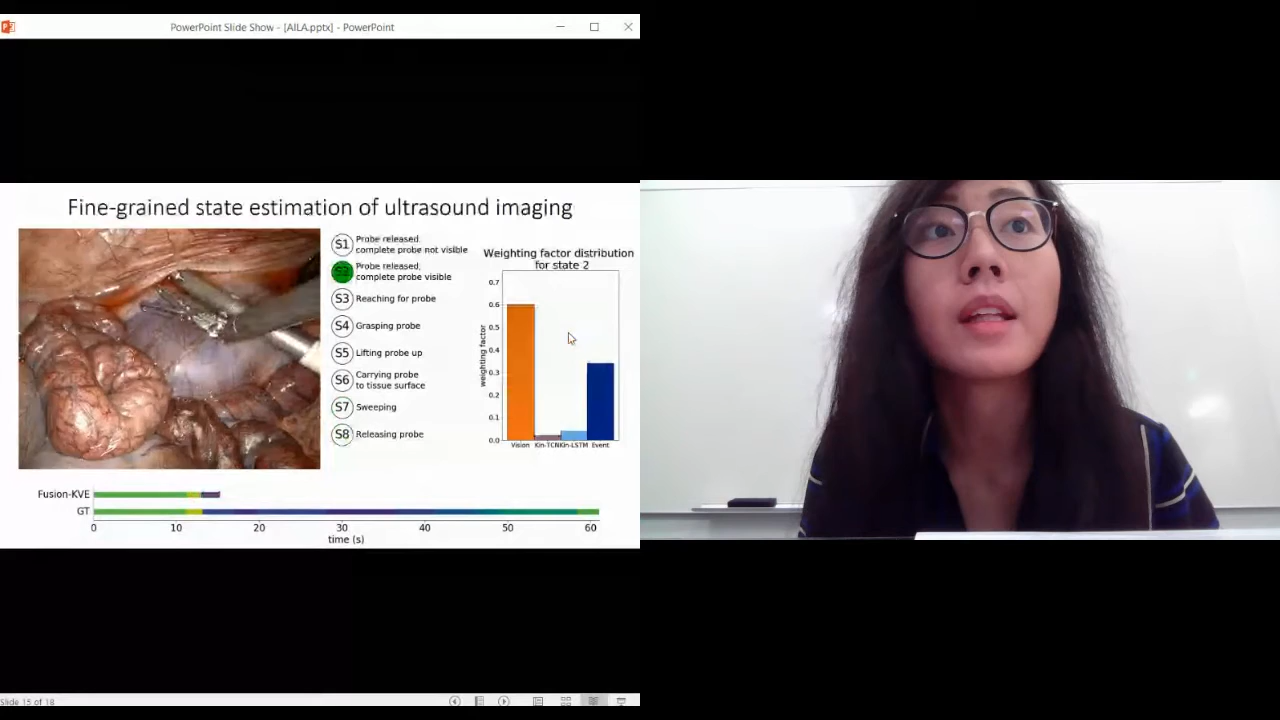 PowerPoint Slide Show - [AILA.pptx] - PowerPoint
Fine-grained state estimation of ultrasound imaging
S1 Probe released,
complete probe not visible
S2 Probe released,
complete probe visible
S3 Reaching for probe
S4 Grasping probe
S5 Lifting probe up
S6 Carrying probe
to tissue surface
S7 Sweeping
S8 Releasing probe
Weighting factor distribution
for state 2
weighting factor
0.7
0.6
0.5
0.4
0.3
0.2
0.1
0.0
Vision Kin-TCN Kin-LSTM Event
Fusion-KVE
GT
0 10 20 30 40 50 60
time (s)
Slide 15 of 18